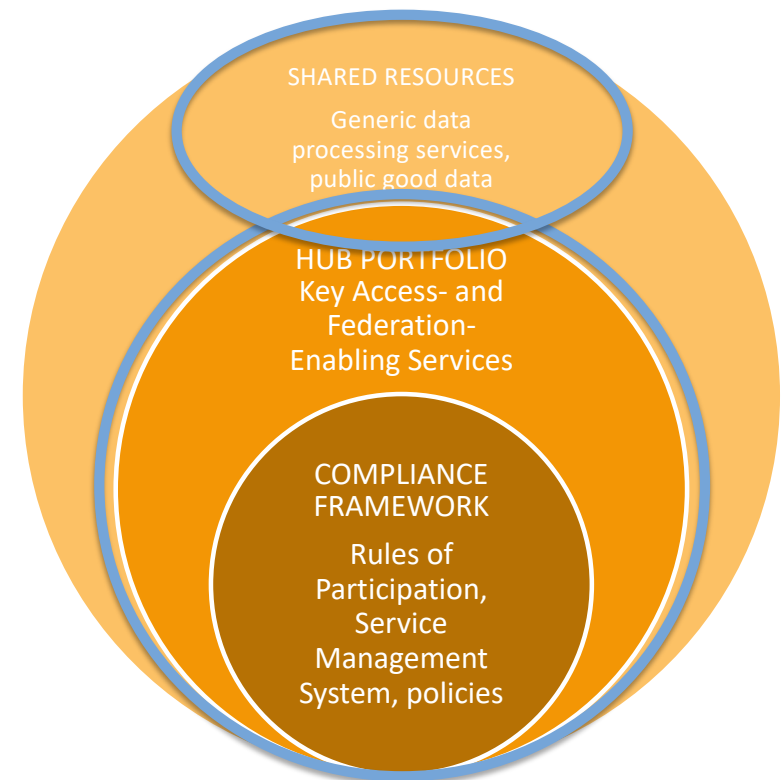 SHARED RESOURCES
Generic data
processing services,
public good data
HUB PORTFOLIO
Key Access- and
Federation-
Enabling Services
COMPLIANCE
FRAMEWORK
Rules of
Participation,
Service
Management
System, policies